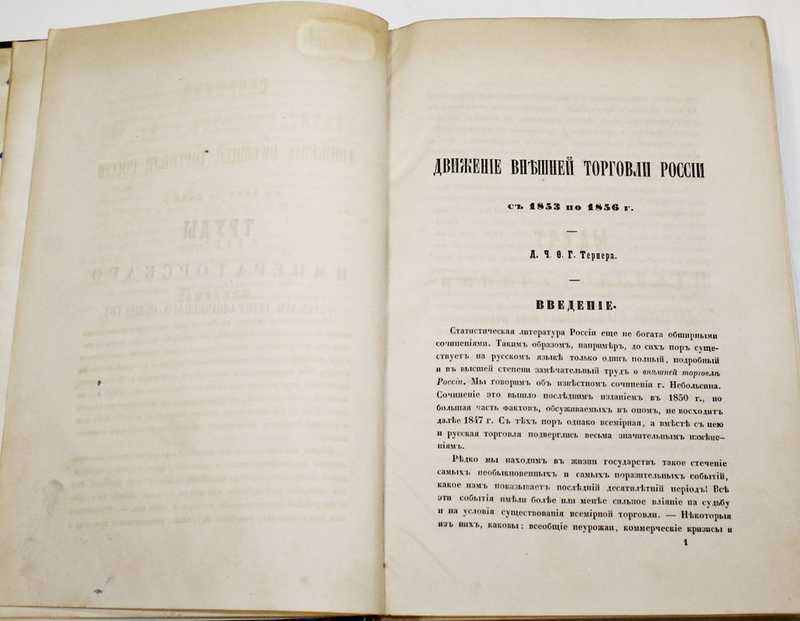 ДВИЖЕНІЕ ВНѢШНЕЙ ТОРГОВЛИ РОССІИ
съ 1853 по 1856 г.
Д. Ч. Ѳ. Г. Тернера.
ВВЕДЕНІЕ.
Статистическая литература Россіи еще не богата обширными
сочиненіями. Такимъ образомъ, напримѣръ, до сихъ поръ суще-
ствуетъ на русскомъ языкѣ только одинъ полный, подробный
и въ высшей степени замѣчательный трудъ о внѣшней торговлѣ
Россіи. Мы говоримъ объ извѣстномъ сочиненіи г. Небольсина.
Сочиненіе это вышло послѣднимъ изданіемъ въ 1850 г., но
большая часть фактовъ, обсуживаемыхъ въ ономъ, не восходитъ
далѣе 1847 г. Съ тѣхъ поръ однако всемірная, а вмѣстѣ съ нею
и русская торговля подверглись весьма значительнымъ измѣне-
ніямъ.
Рѣдко мы находимъ въ жизни государствъ такое стеченіе
самыхъ необыкновенныхъ и самыхъ поразительныхъ событій,
какое намъ показываетъ послѣдній десятилѣтній періодъ! Всѣ
эти событія имѣли болѣе или менѣе сильное вліяніе на судьбу
и на условія существованія всемірной торговли. — Нѣкоторыя
изъ нихъ, каковы: всеобщіе неурожаи, коммерческіе кризисы и
1